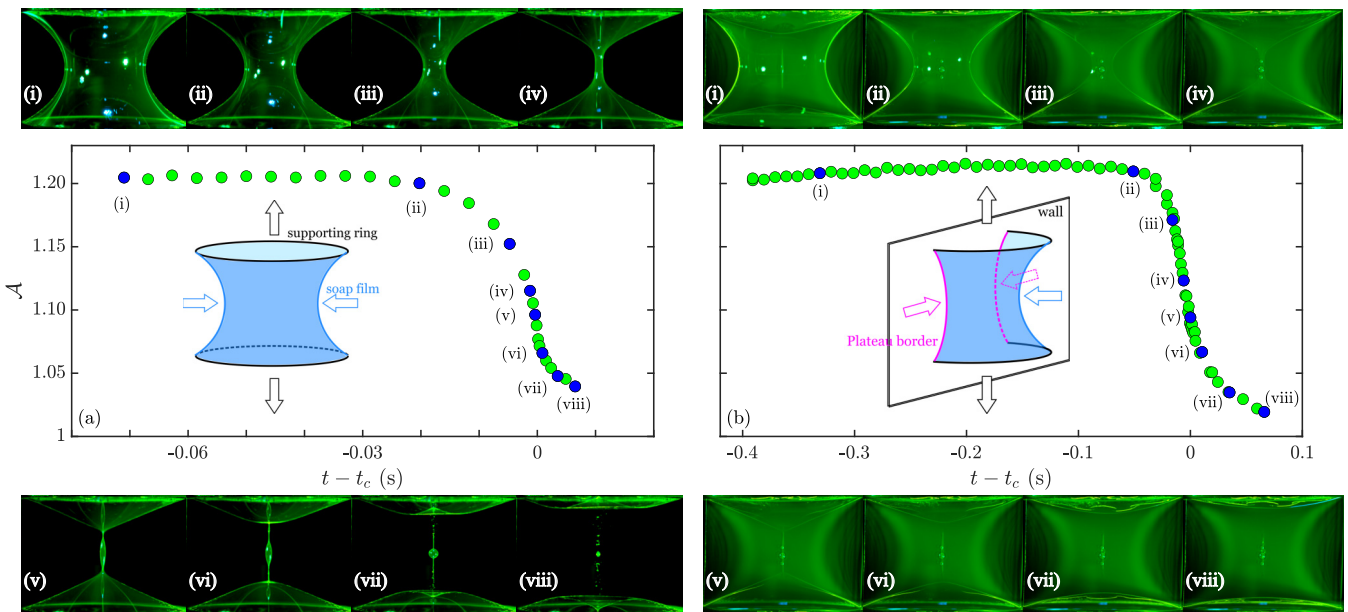 (i) (ii) (iii) (iv)
(i) (ii) (iii) (iv)
𝒜
1.20
1.15
1.10
1.05
1
(i)
(ii)
(iii)
(iv)
(v)
(vi)
(vii)
(viii)
supporting ring
soap film
(a)
-0.06 -0.03 0
t − t_c (s)
(i)
(ii)
(iii)
(iv)
(v)
(vi)
(vii)
(viii)
wall
Plateau border
(b)
-0.4 -0.3 -0.2 -0.1 0 0.1
t − t_c (s)
(v) (vi) (vii) (viii)
(v) (vi) (vii) (viii)